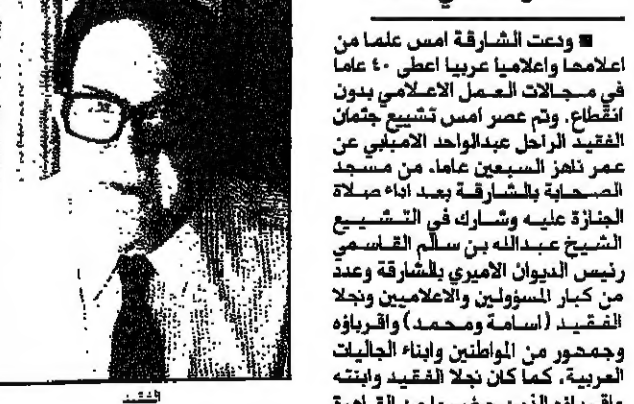 ودعت الشارقة امس علما من
اعلامها واعلاميا عربيا اعطى ٤٠ عاما
في مجالات العمل الاعلامي بدون
انقطاع. وتم عصر امس تشييع جثمان
الفقيد الراحل عبدالواحد الامبابي عن
عمر ناهز السبعين عاما، من مسجد
الصحابة بالشارقة بعد اداء صلاة
الجنازة عليه وشارك في التشييع
الشيخ عبدالله بن سالم القاسمي
رئيس الديوان الاميري بالشارقة وعدد
من كبار المسؤولين والاعلاميين ونجلا
الفقيد (اسامة ومحمد) واقرباؤه
وجمهور من المواطنين وابناء الجاليات
العربية، كما كان نجلا الفقيد وابنته
الفقيد